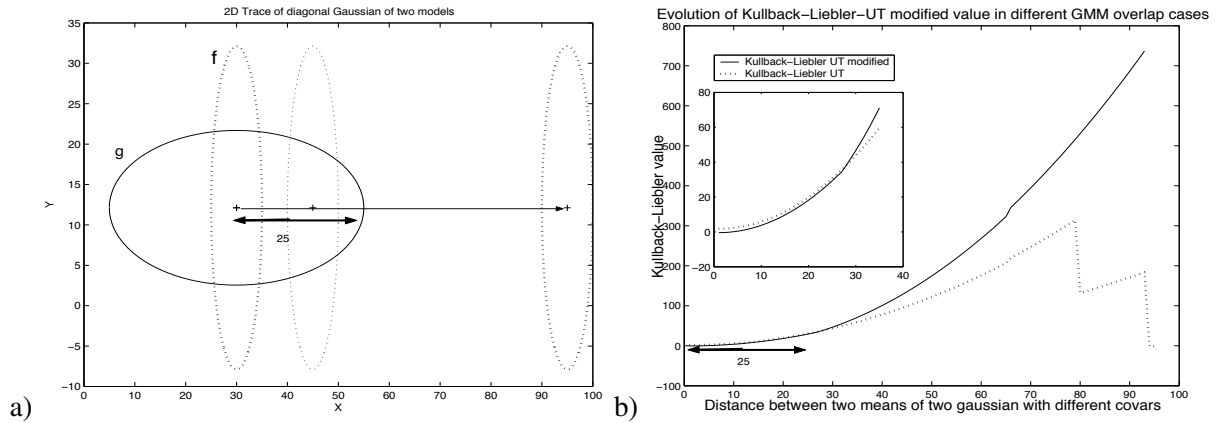 2D Trace of diagonal Gaussian of two models
35
30
25
20
15
10
5
0
−5
−10
Y
f
g
25
0 10 20 30 40 50 60 70 80 90 100
X
a)
Evolution of Kullback−Liebler−UT modified value in different GMM overlap cases
800
700
600
500
400
300
200
100
0
−100
Kullback−Liebler value
Kullback−Liebler UT modified
Kullback−Liebler UT
80
60
40
20
0
−20
0 10 20 30 40
25
0 10 20 30 40 50 60 70 80 90 100
Distance between two means of two gaussian with different covars
b)